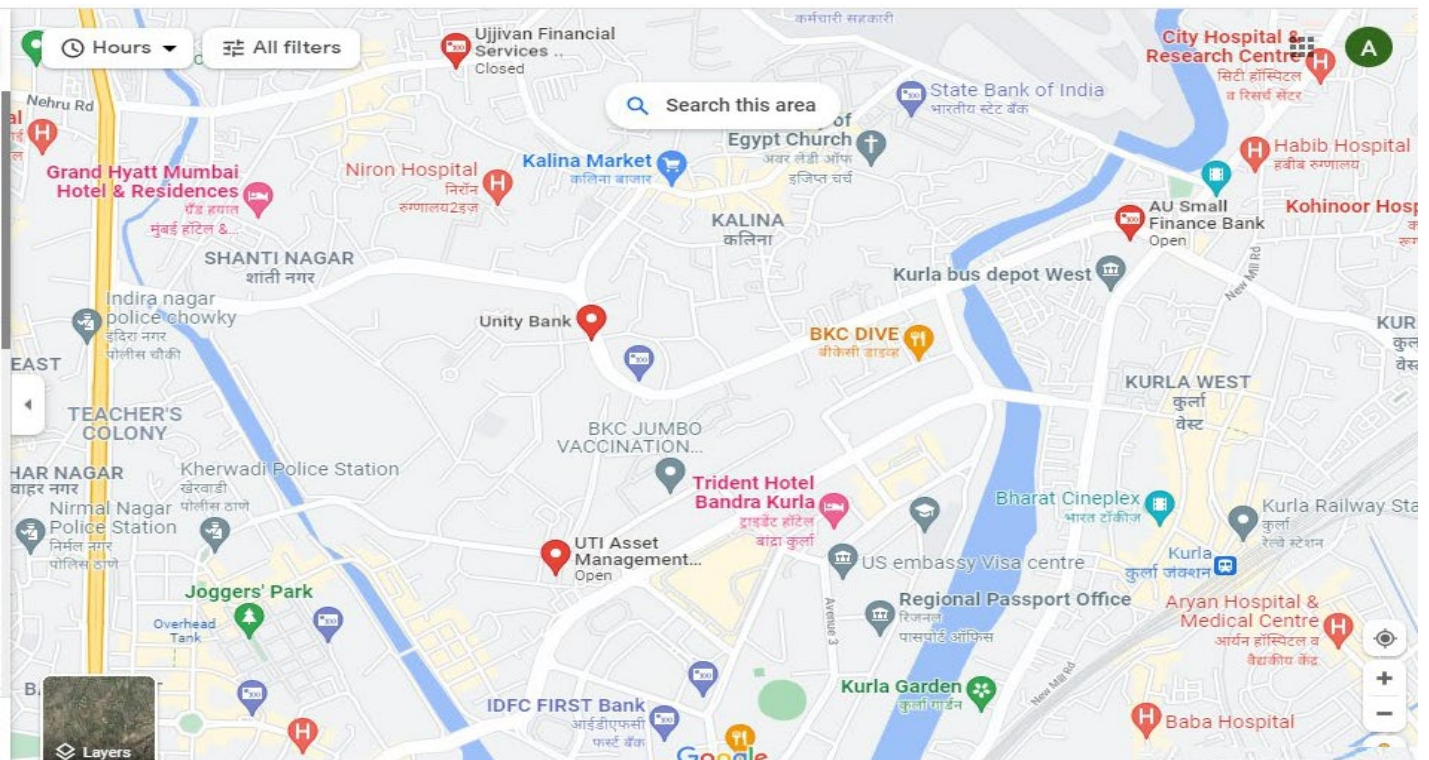 Hours
All filters
Search this area
A
Ujjivan Financial
Services ..
Closed
कर्मचारी सहकारी
City Hospital &
Research Centre
सिटी हॉस्पिटल
व रिसर्च सेंटर
Nehru Rd
al
State Bank of India
भारतीय स्टेट बँक
of
Egypt Church
अवर लेडी ऑफ
इजिप्त चर्च
Habib Hospital
हबीब रुग्णालय
Grand Hyatt Mumbai
Hotel & Residences
ग्रँड हयात
मुंबई हॉटेल &...
Niron Hospital
निरॉन
रुग्णालय2इज़
Kalina Market
कलिना बाजार
KALINA
कलिना
AU Small
Finance Bank
Open
Kohinoor Hosp
SHANTI NAGAR
शांती नगर
Kurla bus depot West
New Mill Rd
Indira nagar
police chowky
इंदिरा नगर
पोलीस चौकी
Unity Bank
BKC DIVE
बीकेसी डाइव्ह
KUR
EAST
KURLA WEST
कुर्ला
वेस्ट
TEACHER'S
COLONY
BKC JUMBO
VACCINATION...
HAR NAGAR
वाहर नगर
Kherwadi Police Station
खेरवाडी
पोलीस ठाणे
Nirmal Nagar
Police Station
निर्मल नगर
पोलिस ठाणे
Trident Hotel
Bandra Kurla
ट्राइडेंट हॉटेल
बांद्रा कुर्ला
Bharat Cineplex
भारत टॉकीज
Kurla Railway Sta
कुर्ला
रेल्वे स्टेशन
UTI Asset
Management...
Open
US embassy Visa centre
Kurla
कुर्ला जंक्शन
Joggers' Park
Overhead
Tank
Avenue 3
Regional Passport Office
रिजनल
पासपोर्ट ऑफिस
Aryan Hospital &
Medical Centre
आर्यन हॉस्पिटल व
वैद्यकीय केंद्र
Kurla Garden
कुर्ला गार्डन
New Mill Rd
IDFC FIRST Bank
आईडीएफसी
फर्स्ट बँक
Baba Hospital
Layers
Google